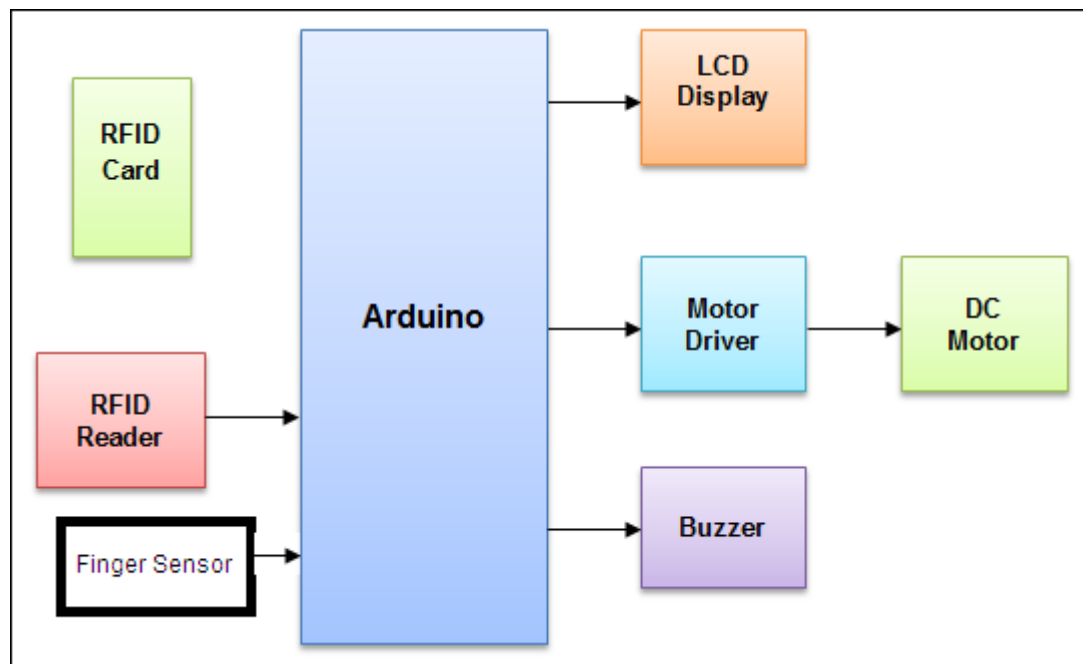 RFID
Card
RFID
Reader
Finger Sensor
Arduino
LCD
Display
Motor
Driver
DC
Motor
Buzzer